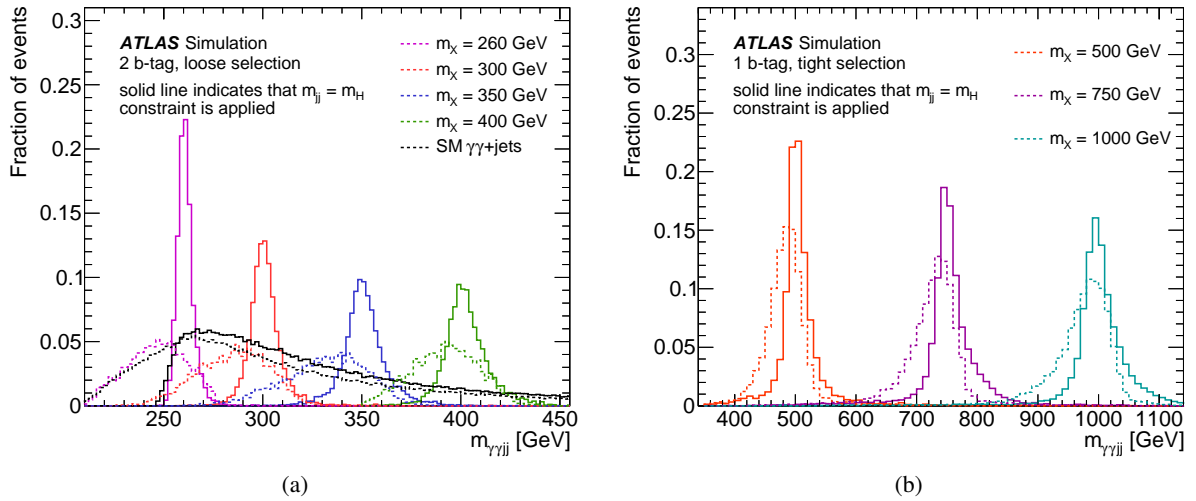 Fraction of events
0.3
0.25
0.2
0.15
0.1
0.05
0
ATLAS Simulation
2 b-tag, loose selection
solid line indicates that m_jj = m_H
constraint is applied
m_X = 260 GeV
m_X = 300 GeV
m_X = 350 GeV
m_X = 400 GeV
SM γγ+jets
250 300 350 400 450
m_γγjj [GeV]
(a)
Fraction of events
0.3
0.25
0.2
0.15
0.1
0.05
0
ATLAS Simulation
1 b-tag, tight selection
solid line indicates that m_jj = m_H
constraint is applied
m_X = 500 GeV
m_X = 750 GeV
m_X = 1000 GeV
400 500 600 700 800 900 1000 1100
m_γγjj [GeV]
(b)